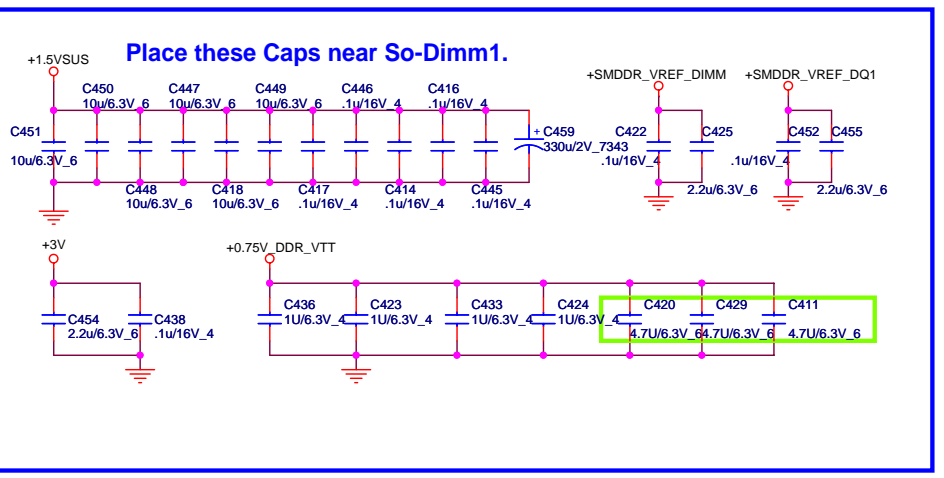 Place these Caps near So-Dimm1.
+1.5VSUS
+SMDDR_VREF_DIMM
+SMDDR_VREF_DQ1
C450
10u/6.3V_6
C447
10u/6.3V_6
C449
10u/6.3V_6
C446
.1u/16V_4
C416
.1u/16V_4
C451
10u/6.3V_6
+ C459
330u/2V_7343
C422
.1u/16V_4
C425
2.2u/6.3V_6
C452
.1u/16V_4
C455
2.2u/6.3V_6
C448
10u/6.3V_6
C418
10u/6.3V_6
C417
.1u/16V_4
C414
.1u/16V_4
C445
.1u/16V_4
+3V
+0.75V_DDR_VTT
C454
2.2u/6.3V_6
C438
.1u/16V_4
C436
1U/6.3V_4
C423
1U/6.3V_4
C433
1U/6.3V_4
C424
1U/6.3V_4
C420
4.7U/6.3V_6
C429
4.7U/6.3V_6
C411
4.7U/6.3V_6